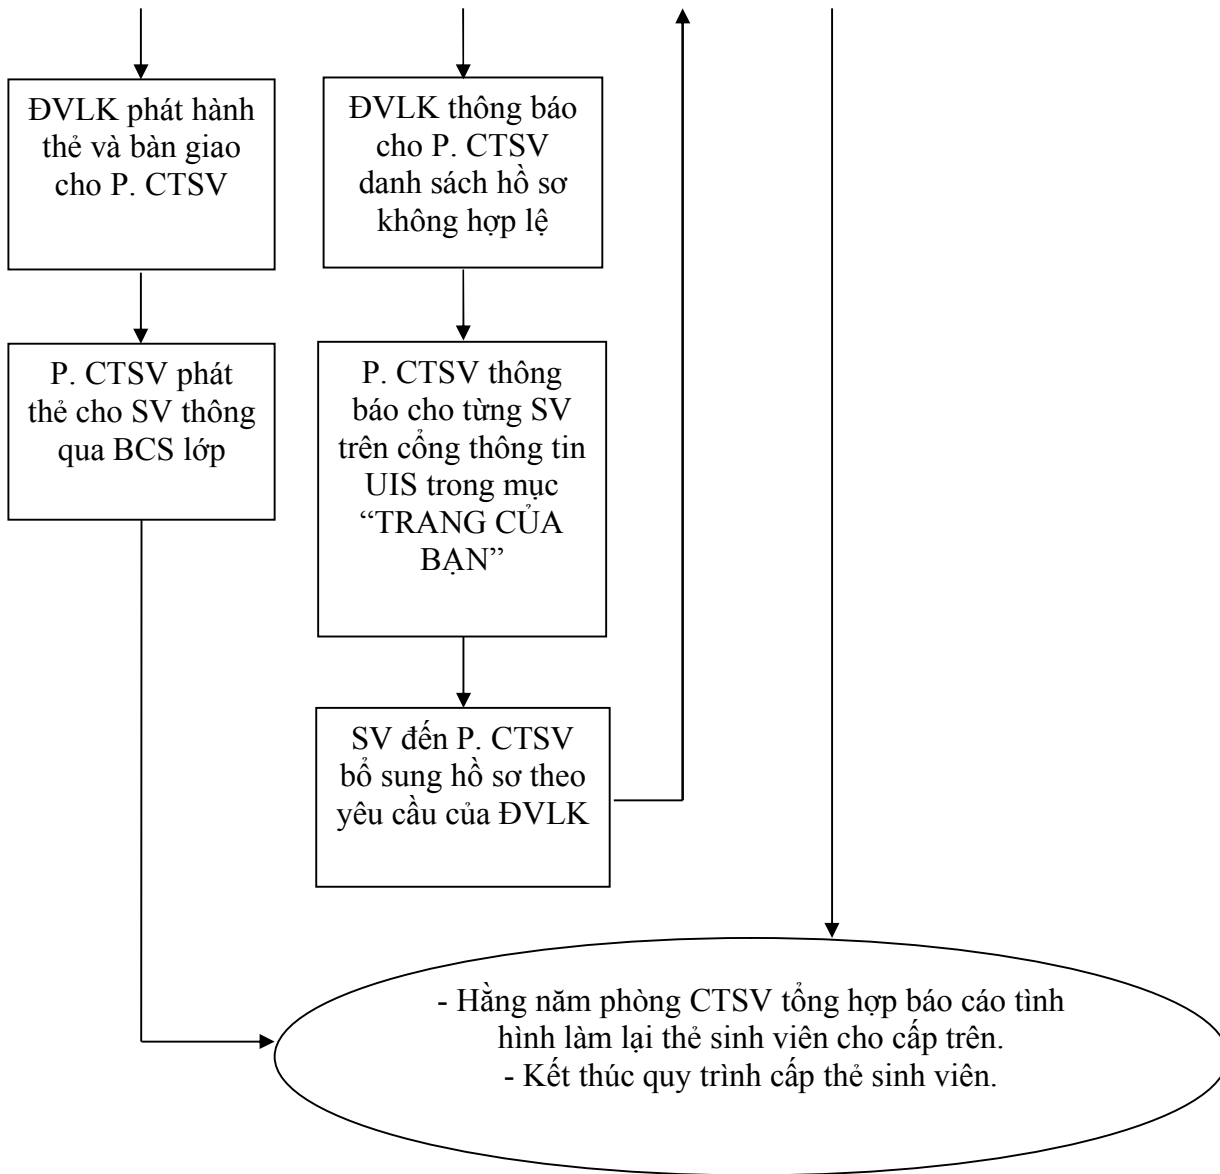 ĐVLK phát hành
thẻ và bàn giao
cho P. CTSV
ĐVLK thông báo
cho P. CTSV
danh sách hồ sơ
không hợp lệ
P. CTSV phát
thẻ cho SV thông
qua BCS lớp
P. CTSV thông
báo cho từng SV
trên cổng thông tin
UIS trong mục
“TRANG CỦA
BẠN”
SV đến P. CTSV
bổ sung hồ sơ theo
yêu cầu của ĐVLK
- Hằng năm phòng CTSV tổng hợp báo cáo tình
hình làm lại thẻ sinh viên cho cấp trên.
- Kết thúc quy trình cấp thẻ sinh viên.